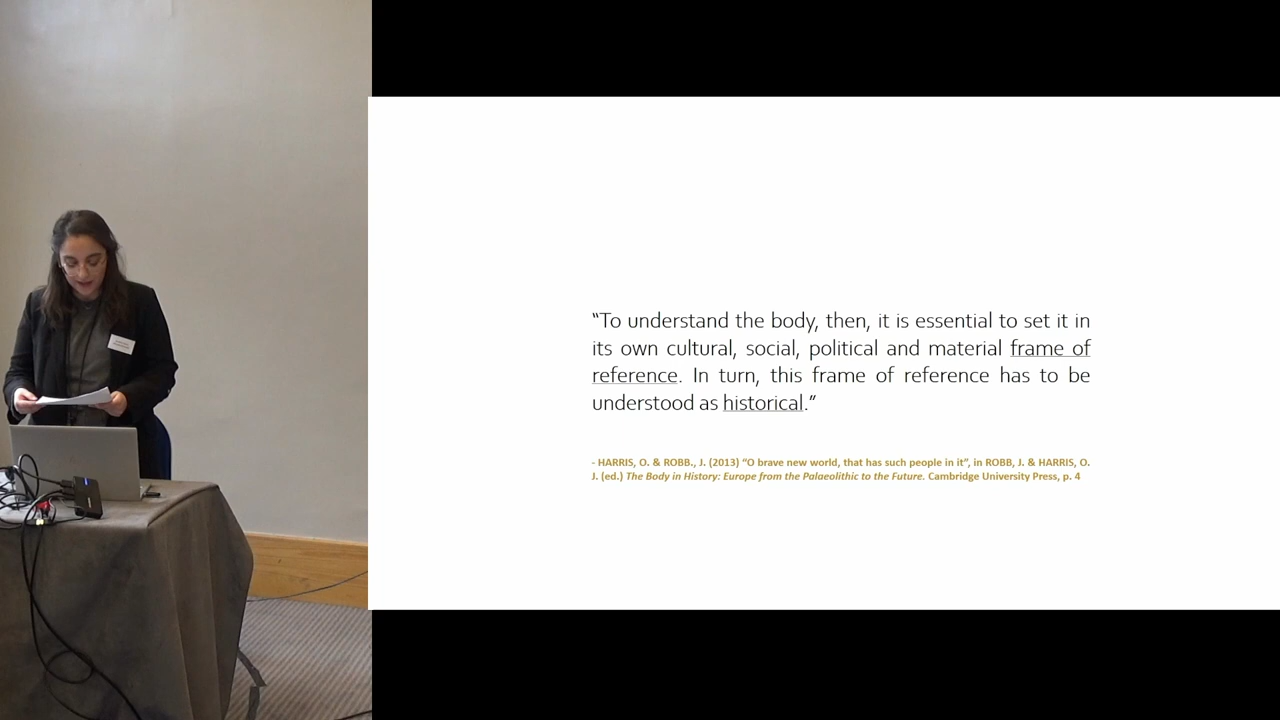 “To understand the body, then, it is essential to set it in
its own cultural, social, political and material frame of
reference. In turn, this frame of reference has to be
understood as historical.”
- HARRIS, O. & ROBB., J. (2013) “O brave new world, that has such people in it”, in ROBB, J. & HARRIS, O.
J. (ed.) The Body in History: Europe from the Palaeolithic to the Future. Cambridge University Press, p. 4